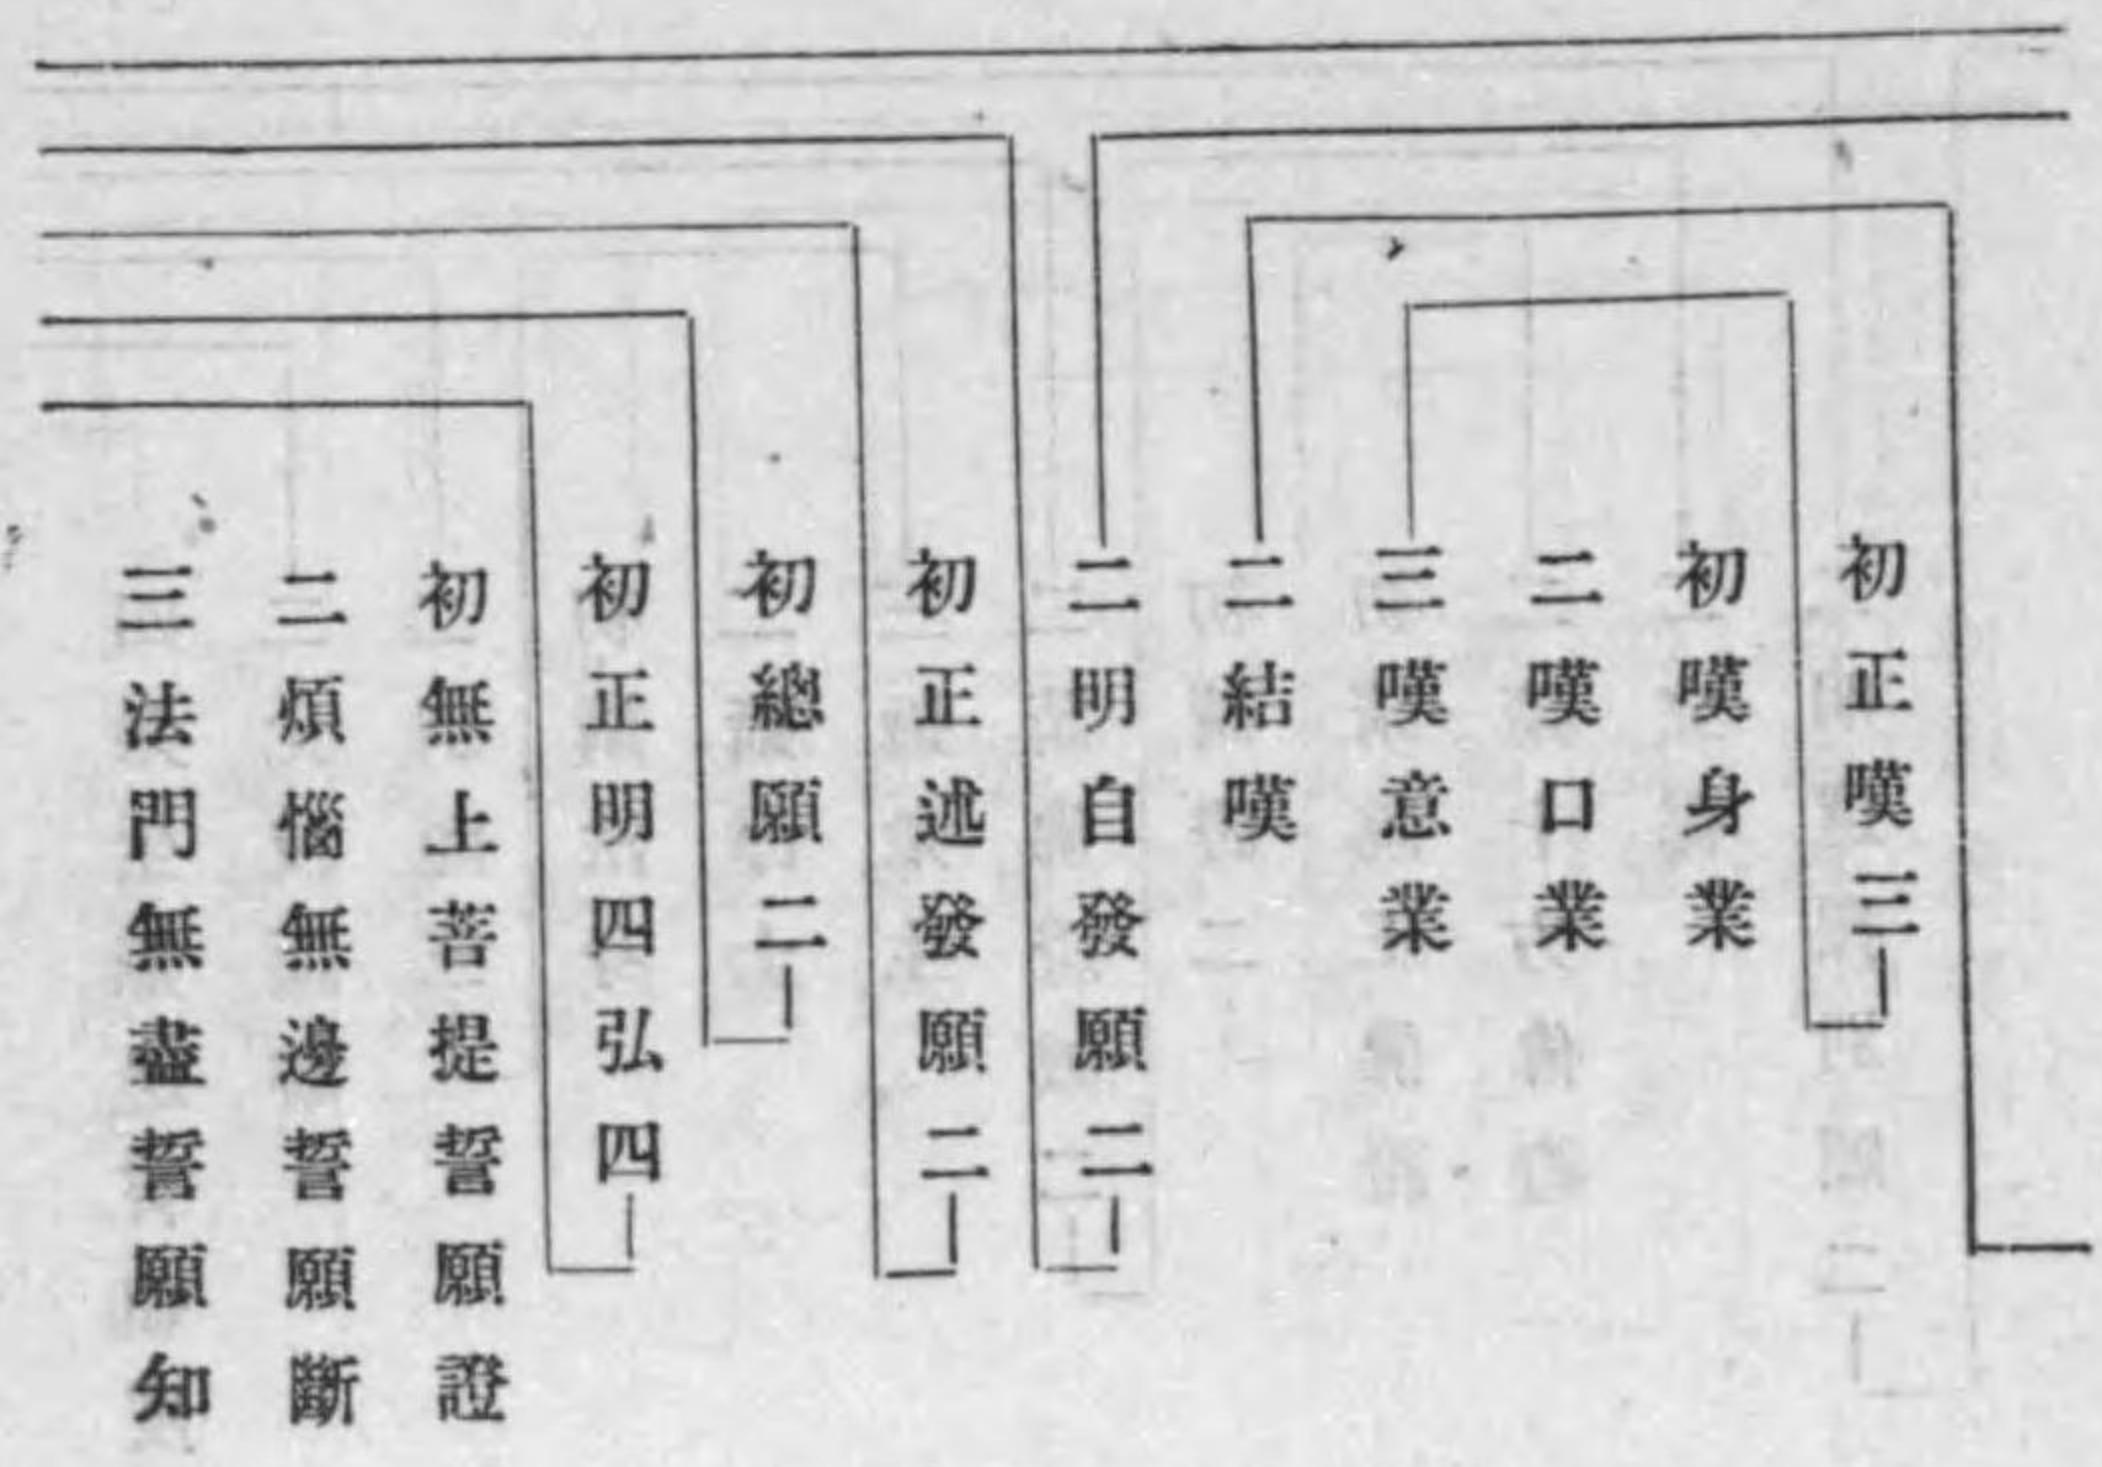 初正嘆三
初嘆身業
二嘆口業
三嘆意業
二結嘆
二明自發願二
初正述發願二
初總願二
初正明四弘四
初無上菩提誓願證
二煩惱無邊誓願斷
三法門無盡誓願知